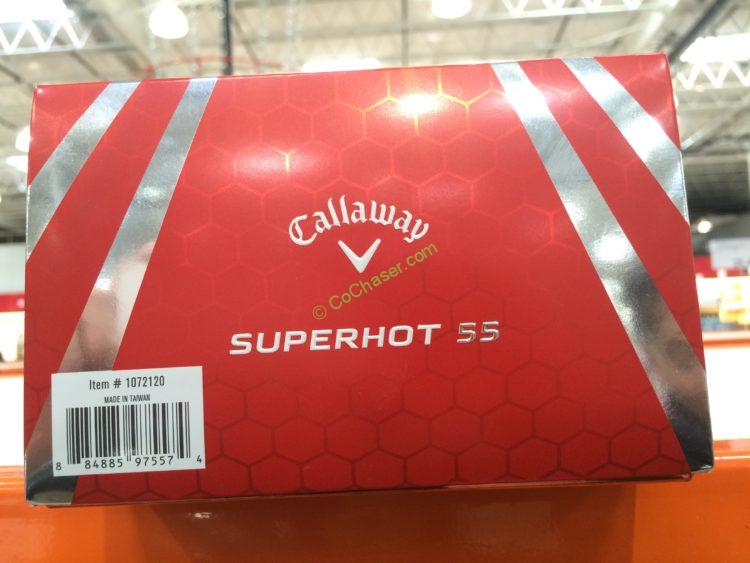 Callaway
© CoChaser.com
SUPERHOT 55
Item # 1072120
MADE IN TAIWAN
8 84885 97557 4